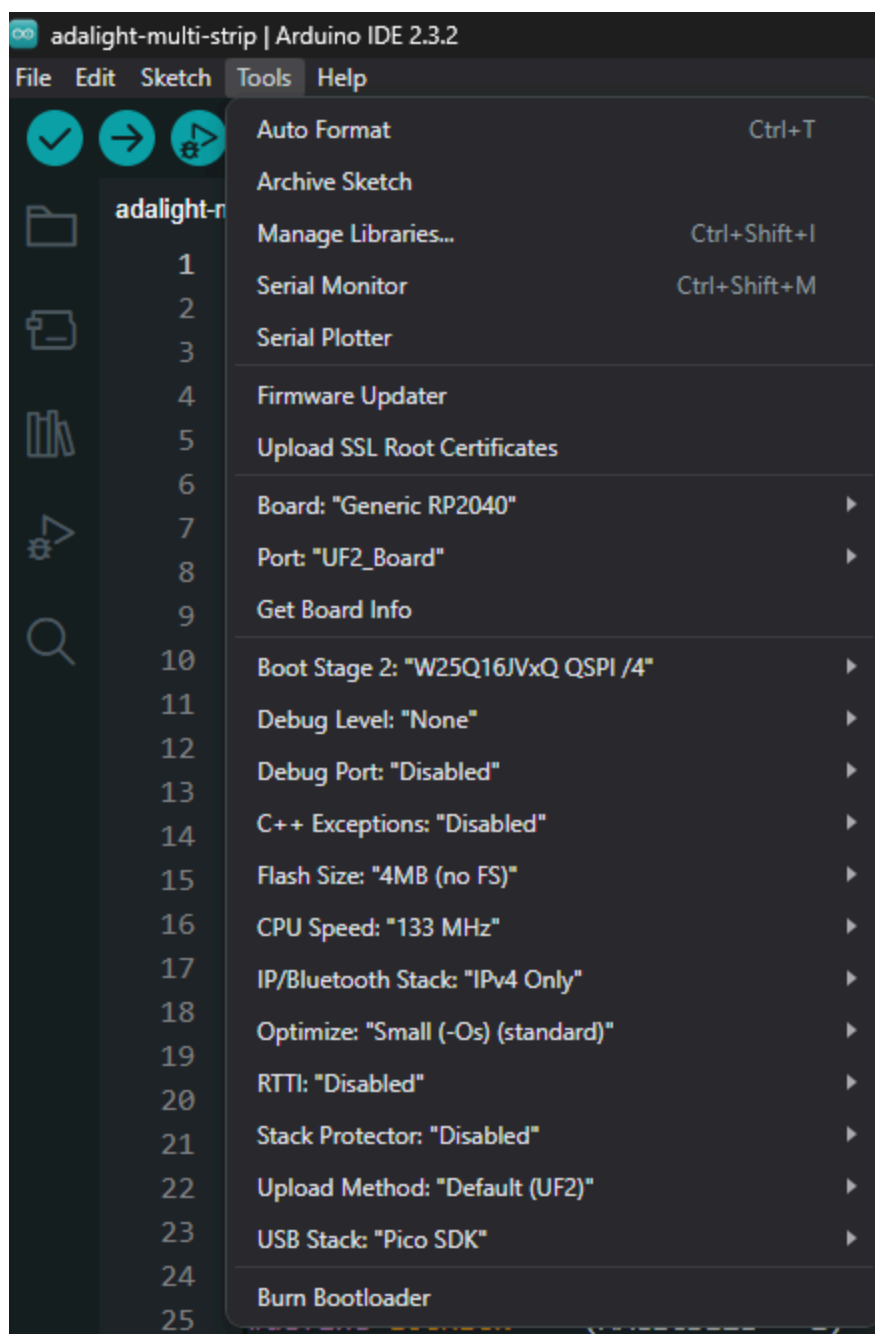 adalight-multi-strip | Arduino IDE 2.3.2
File Edit Sketch Tools Help
Auto Format Ctrl+T
Archive Sketch
adalight-
Manage Libraries... Ctrl+Shift+I
1
Serial Monitor Ctrl+Shift+M
2
Serial Plotter
3
4
Firmware Updater
5
Upload SSL Root Certificates
6
Board: "Generic RP2040"
7
Port: "UF2_Board"
8
Get Board Info
9
10
Boot Stage 2: "W25Q16JVxQ QSPI /4"
11
Debug Level: "None"
12
Debug Port: "Disabled"
13
C++ Exceptions: "Disabled"
14
Flash Size: "4MB (no FS)"
15
CPU Speed: "133 MHz"
16
IP/Bluetooth Stack: "IPv4 Only"
17
Optimize: "Small (-Os) (standard)"
18
19
RTTI: "Disabled"
20
Stack Protector: "Disabled"
21
Upload Method: "Default (UF2)"
22
USB Stack: "Pico SDK"
23
24
Burn Bootloader
25